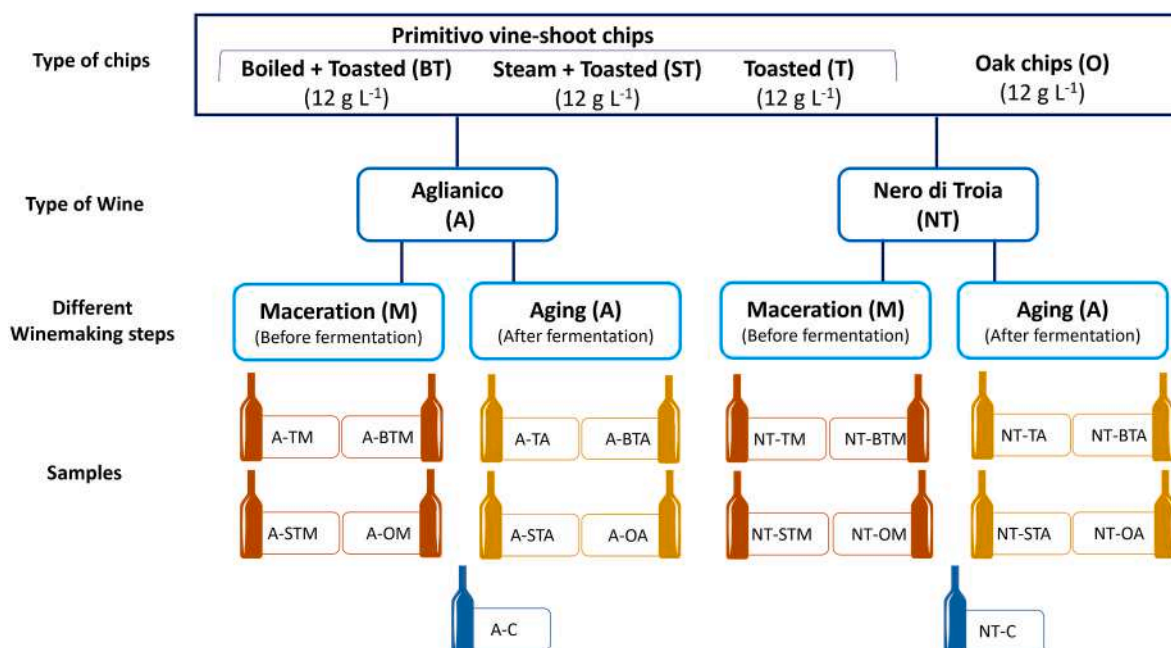 Type of chips
Primitivo vine-shoot chips
Boiled + Toasted (BT)
(12 g L⁻¹)
Steam + Toasted (ST)
(12 g L⁻¹)
Toasted (T)
(12 g L⁻¹)
Oak chips (O)
(12 g L⁻¹)
Type of Wine
Aglianico
(A)
Nero di Troia
(NT)
Different
Winemaking steps
Maceration (M)
(Before fermentation)
Aging (A)
(After fermentation)
Maceration (M)
(Before fermentation)
Aging (A)
(After fermentation)
Samples
A-TM
A-BTM
A-TA
A-BTA
NT-TM
NT-BTM
NT-TA
NT-BTA
A-STM
A-OM
A-STA
A-OA
NT-STM
NT-OM
NT-STA
NT-OA
A-C
NT-C